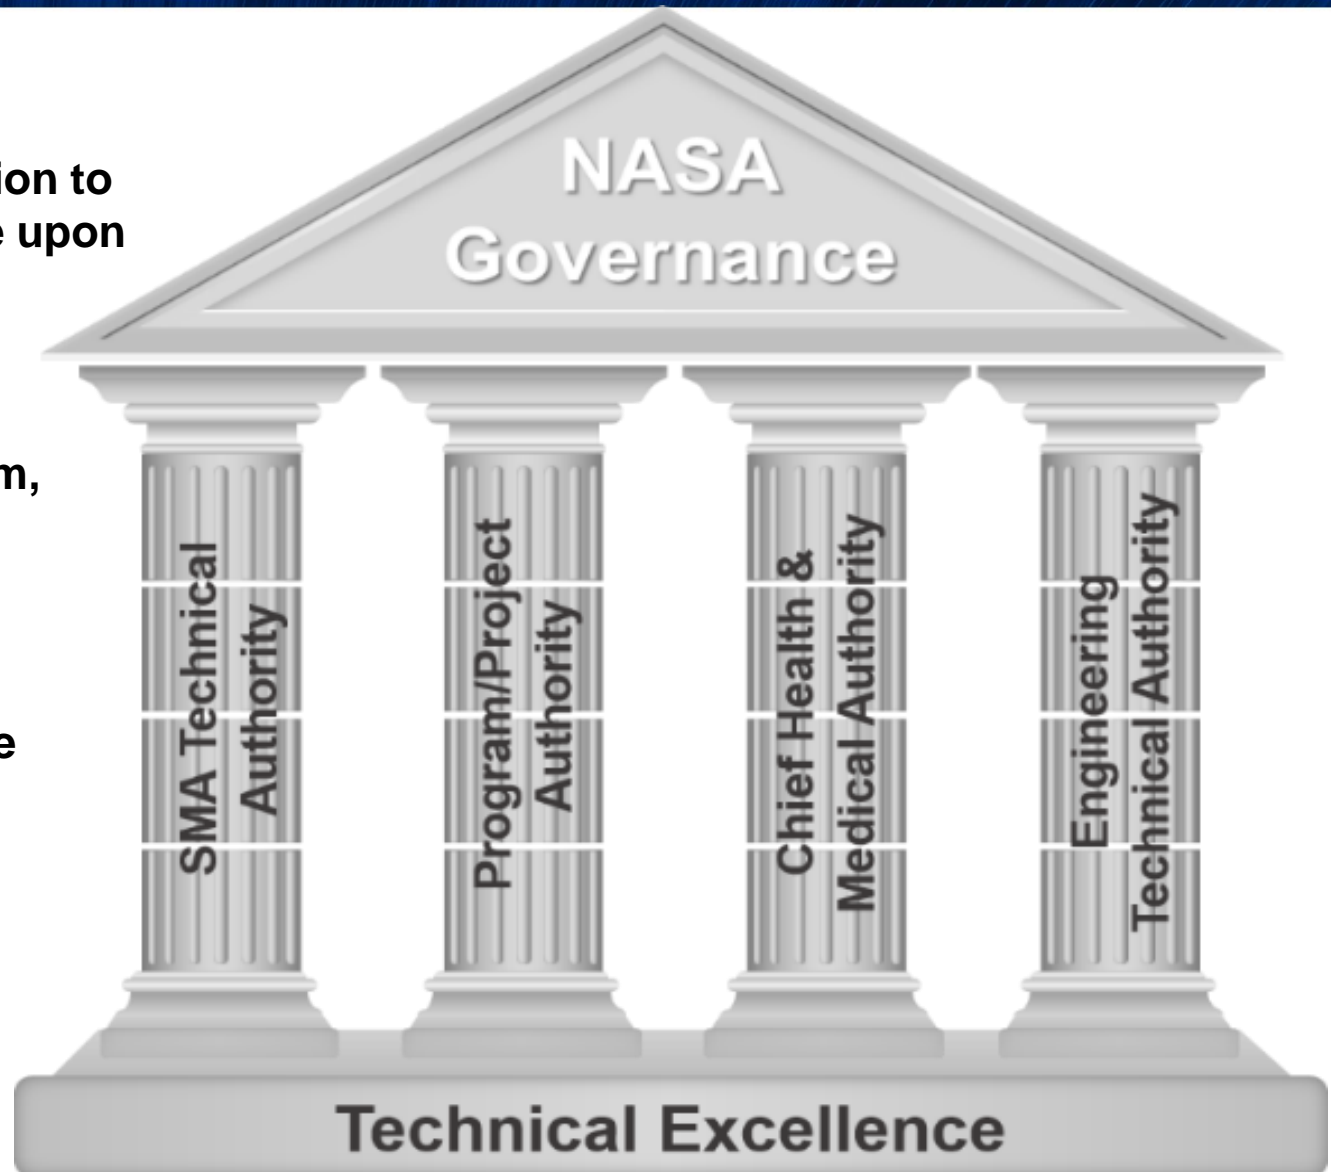 ion to
upon
m,
NASA
Governance
SMA Technical
Authority
Program/Project
Authority
Chief Health &
Medical Authority
Engineering
Technical Authority
Technical Excellence